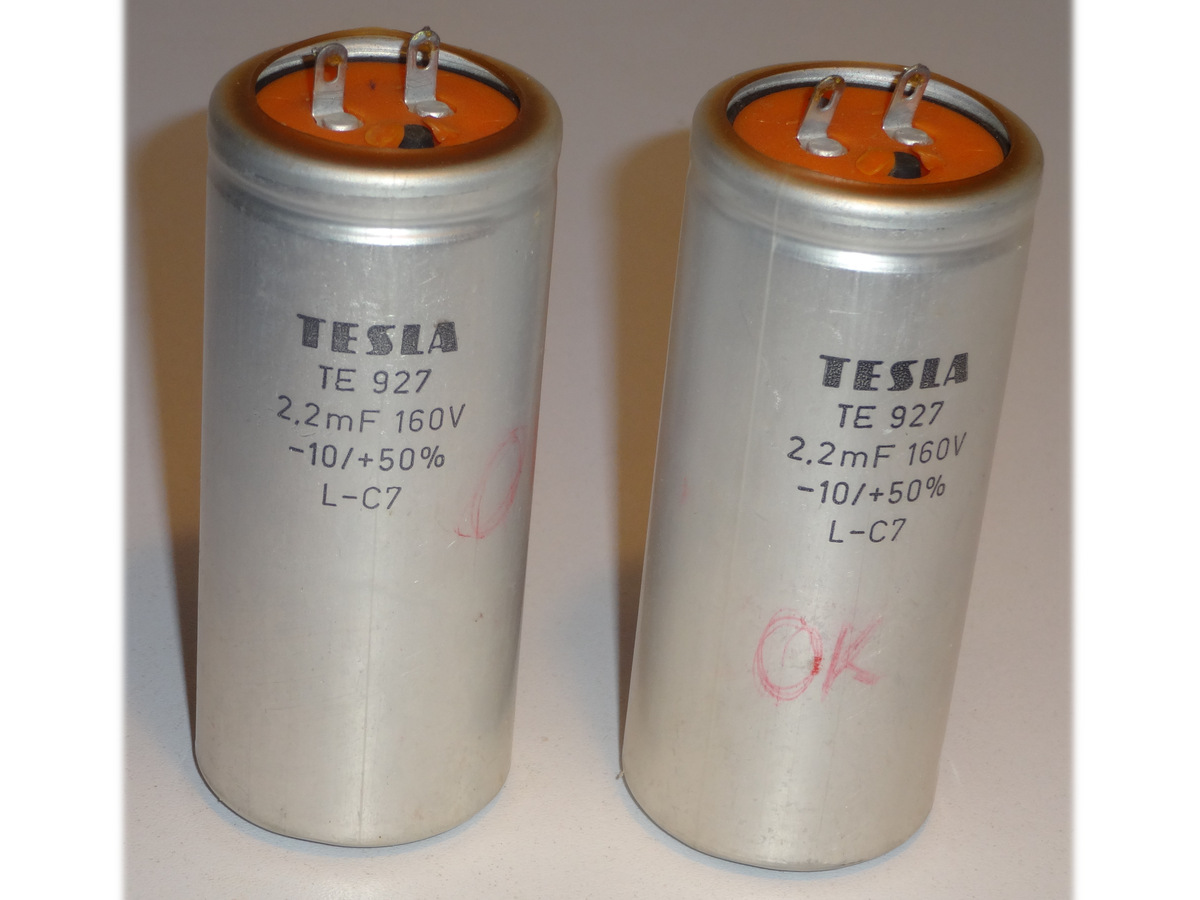 TESLA
TE 927
2.2mF 160V
-10/+50%
L-C7
TESLA
TE 927
2.2mF 160V
-10/+50%
L-C7
OK